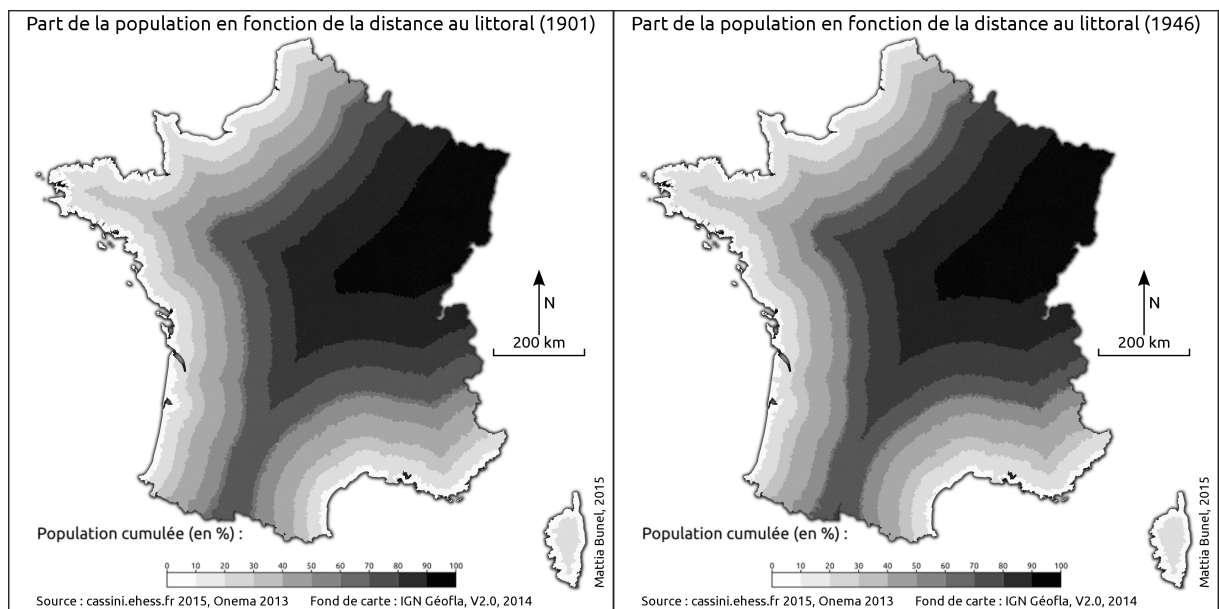 Part de la population en fonction de la distance au littoral (1901)
N
200 km
Mattia Bunel, 2015
Population cumulée (en %) :
0 10 20 30 40 50 60 70 80 90 100
Source : cassini.ehess.fr 2015, Onema 2013 Fond de carte : IGN Géofla, V2.0, 2014
Part de la population en fonction de la distance au littoral (1946)
N
200 km
Mattia Bunel, 2015
Population cumulée (en %) :
0 10 20 30 40 50 60 70 80 90 100
Source : cassini.ehess.fr 2015, Onema 2013 Fond de carte : IGN Géofla, V2.0, 2014